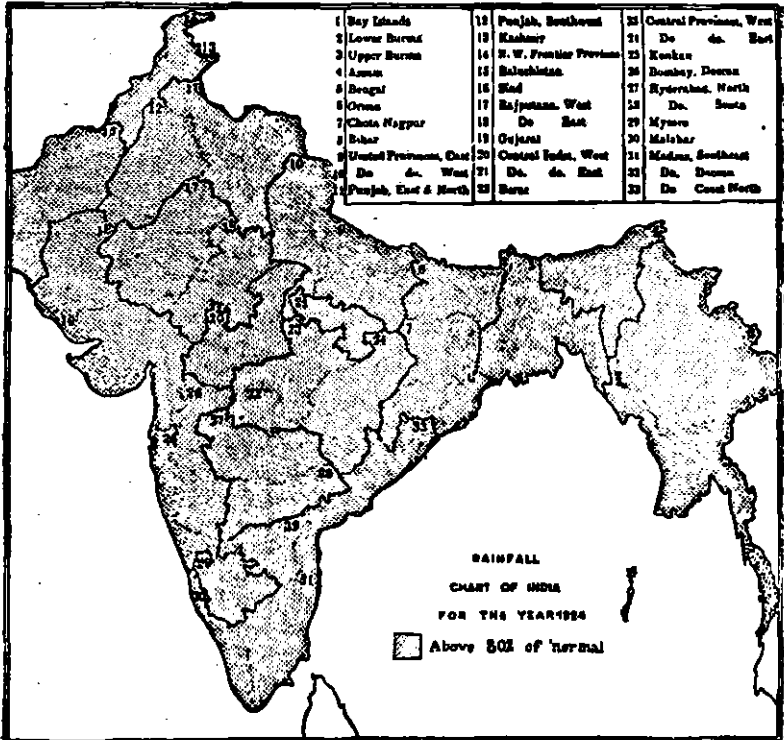 1 Bay Islands
2 Lower Burma
3 Upper Burma
4 Assam
5 Bengal
6 Orissa
7 Chota Nagpur
8 Bihar
9 United Provinces, East
10 Do do. West
11 Punjab, East & North
12 Punjab, Southwest
13 Kashmir
14 N. W. Frontier Province
15 Baluchistan
16 Sind
17 Rajputana, West
18 Do East
19 Gujarat
20 Central India, West
21 Do. do. East
22 Berar
23 Central Provinces, West
24 Do do. East
25 Konkan
26 Bombay, Deccan
27 Hyderabad, North
28 Do. South
29 Mysore
30 Malabar
31 Madras, Southeast
32 Do. Deccan
33 Do Coast North
RAINFALL
CHART OF INDIA
FOR THE YEAR 1924
Above 80% of normal